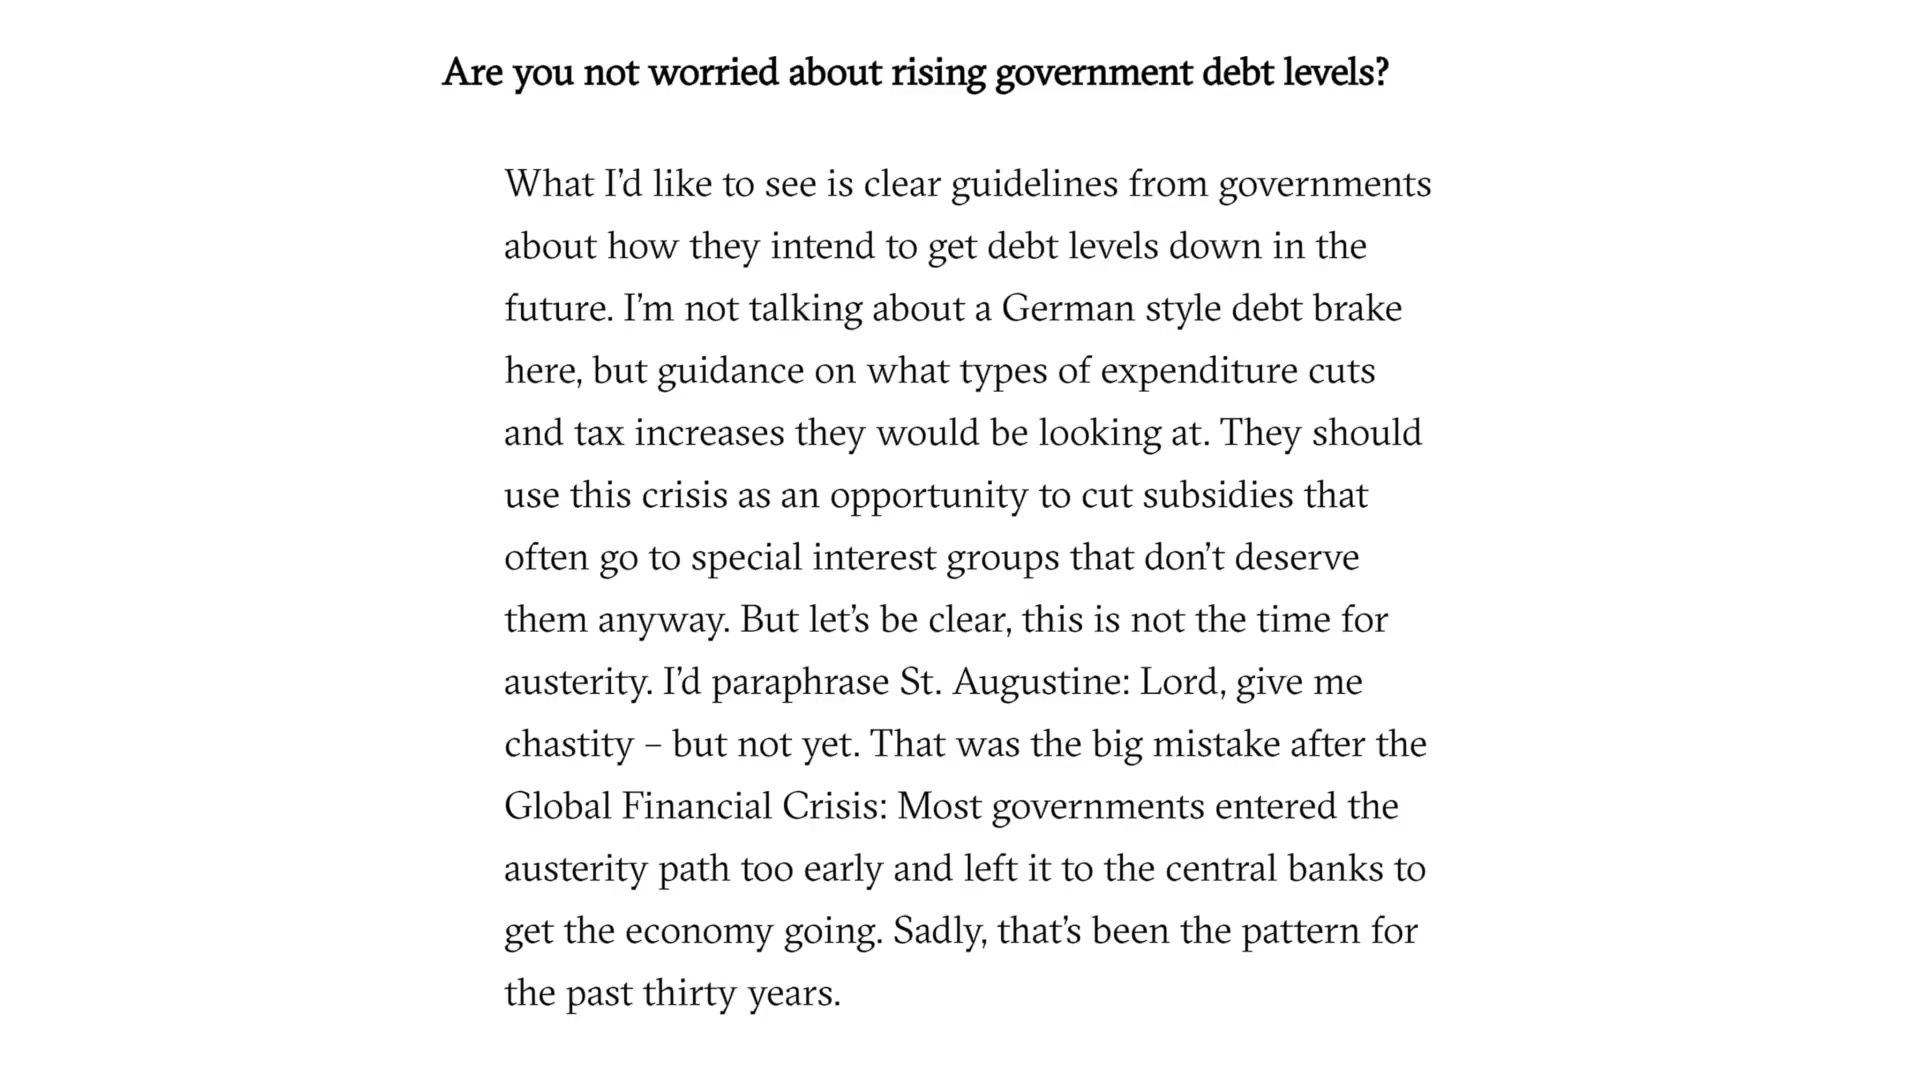 Are you not worried about rising government debt levels?
What I’d like to see is clear guidelines from governments
about how they intend to get debt levels down in the
future. I’m not talking about a German style debt brake
here, but guidance on what types of expenditure cuts
and tax increases they would be looking at. They should
use this crisis as an opportunity to cut subsidies that
often go to special interest groups that don’t deserve
them anyway. But let’s be clear, this is not the time for
austerity. I’d paraphrase St. Augustine: Lord, give me
chastity – but not yet. That was the big mistake after the
Global Financial Crisis: Most governments entered the
austerity path too early and left it to the central banks to
get the economy going. Sadly, that’s been the pattern for
the past thirty years.